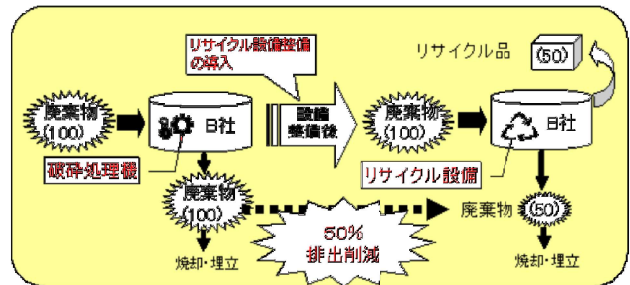 リサイクル設備整備
の導入
リサイクル品
(50)
廃棄物
(100)
B社
設備
整備後
廃棄物
(100)
B社
破砕処理機
リサイクル設備
廃棄物
(100)
廃棄物
(50)
50%
排出削減
焼却・埋立
焼却・埋立